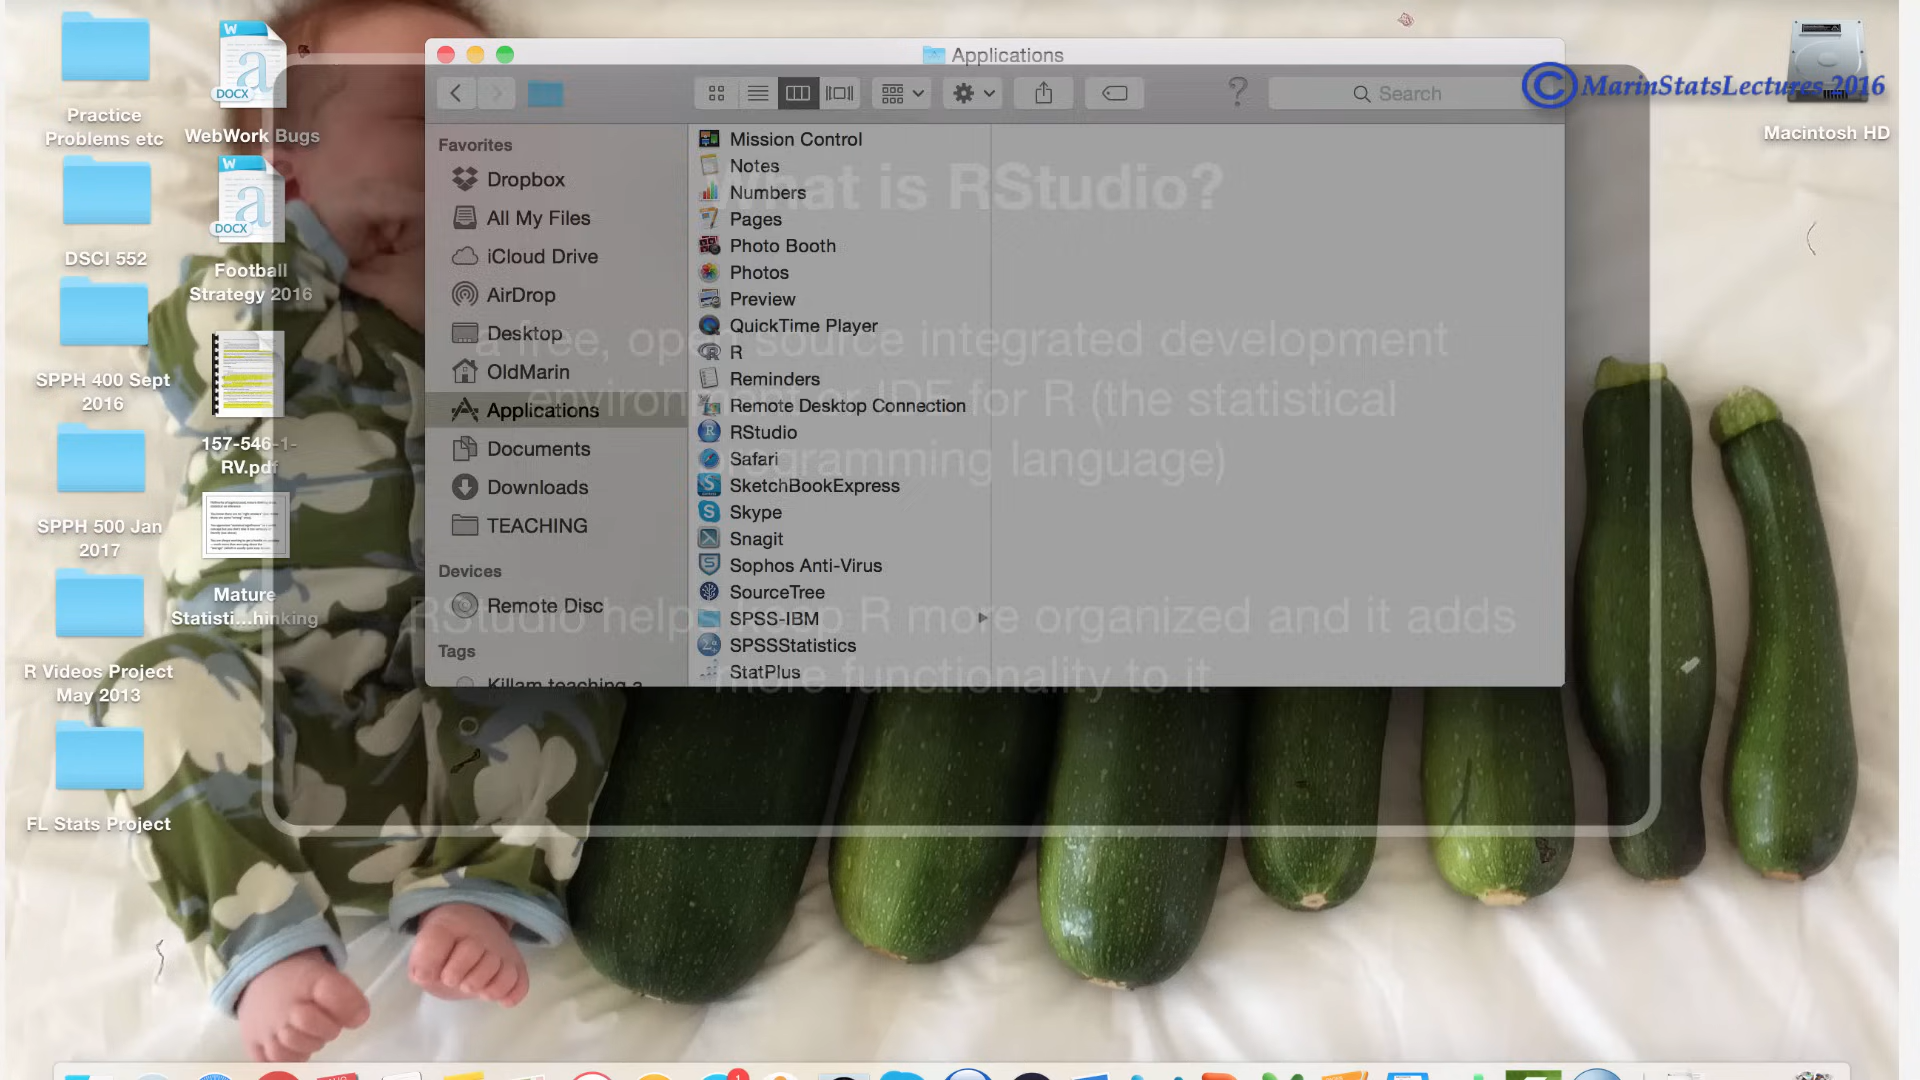 Applications
Search
©MarinStatsLectures 2016
Macintosh HD
Practice
Problems etc
DSCI 552
SPPH 400 Sept
2016
SPPH 500 Jan
2017
R Videos Project
May 2013
FL Stats Project
W
DOCX
WebWork Bugs
W
DOCX
Football
Strategy 2016
157-546-1-
RV.pdf
Mature
Statisti...hinking
Favorites
Dropbox
All My Files
iCloud Drive
AirDrop
Desktop
OldMarin
Applications
Documents
Downloads
TEACHING
Devices
Remote Disc
Tags
Killam teaching a
Mission Control
Notes
Numbers
Pages
Photo Booth
Photos
Preview
QuickTime Player
R
Reminders
Remote Desktop Connection
RStudio
Safari
SketchBookExpress
Skype
Snagit
Sophos Anti-Virus
SourceTree
SPSS-IBM
SPSSStatistics
StatPlus
What is RStudio?
a free, open source integrated development
environment or IDE for R (the statistical
programming language)
RStudio helps keep R more organized and it adds
more functionality to it